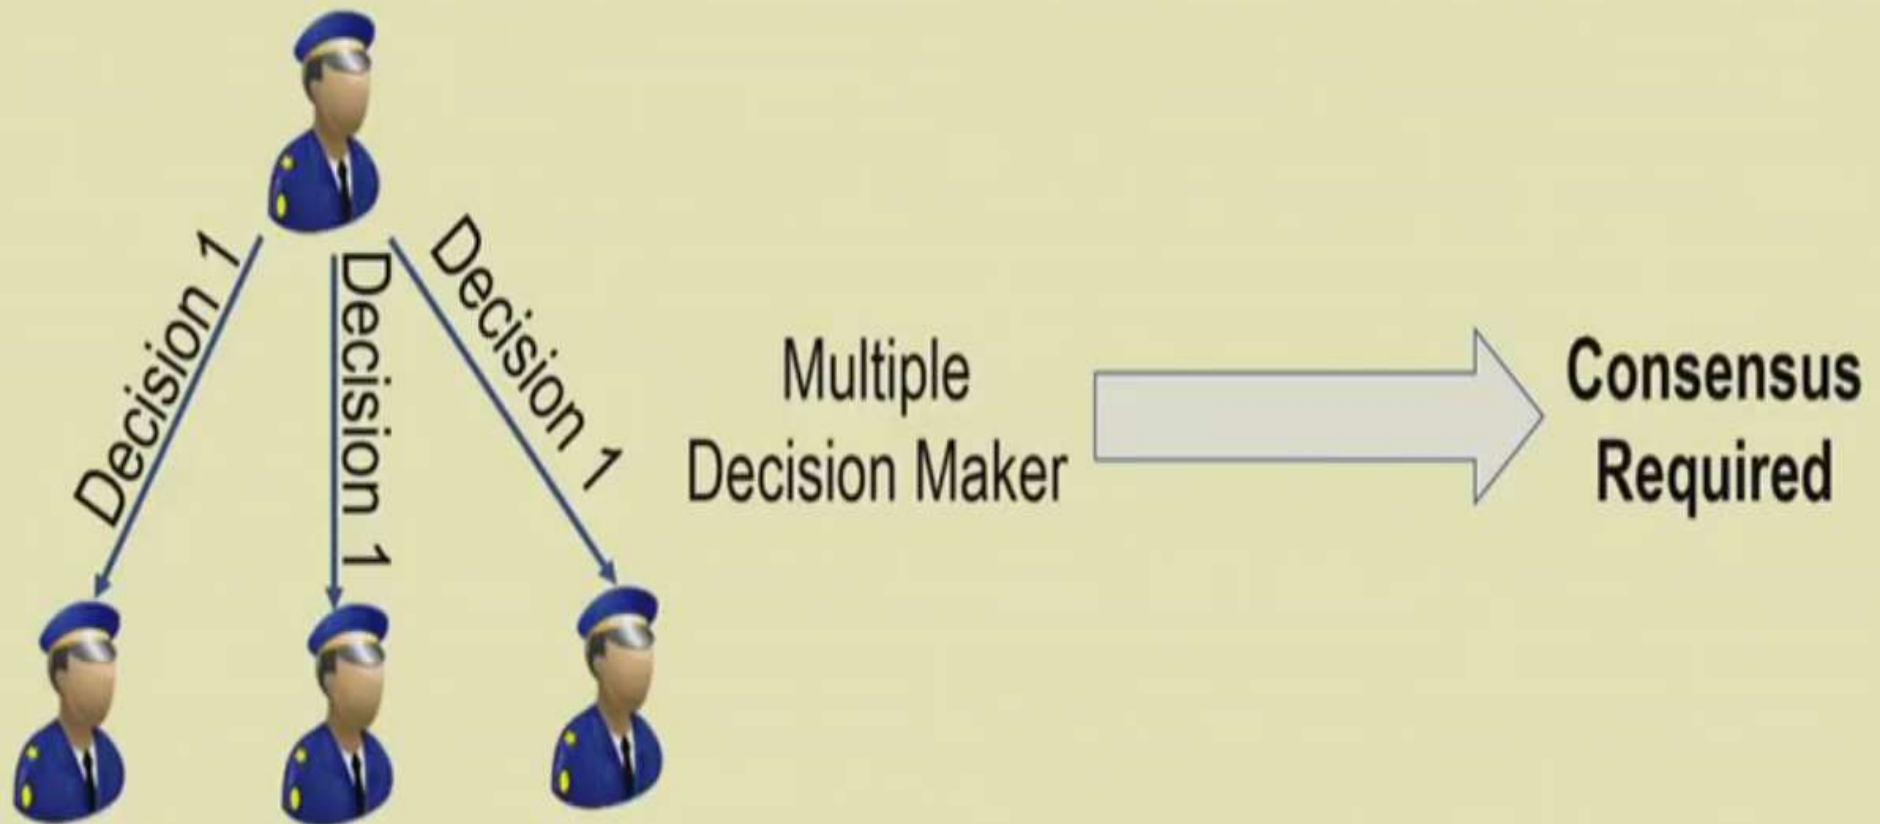 Decision 1
Decision 1
Decision 1
Multiple
Decision Maker
Consensus
Required